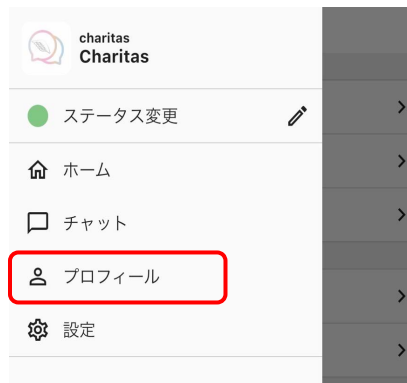 charitas
Charitas
ステータス変更
ホーム
チャット
プロフィール
設定